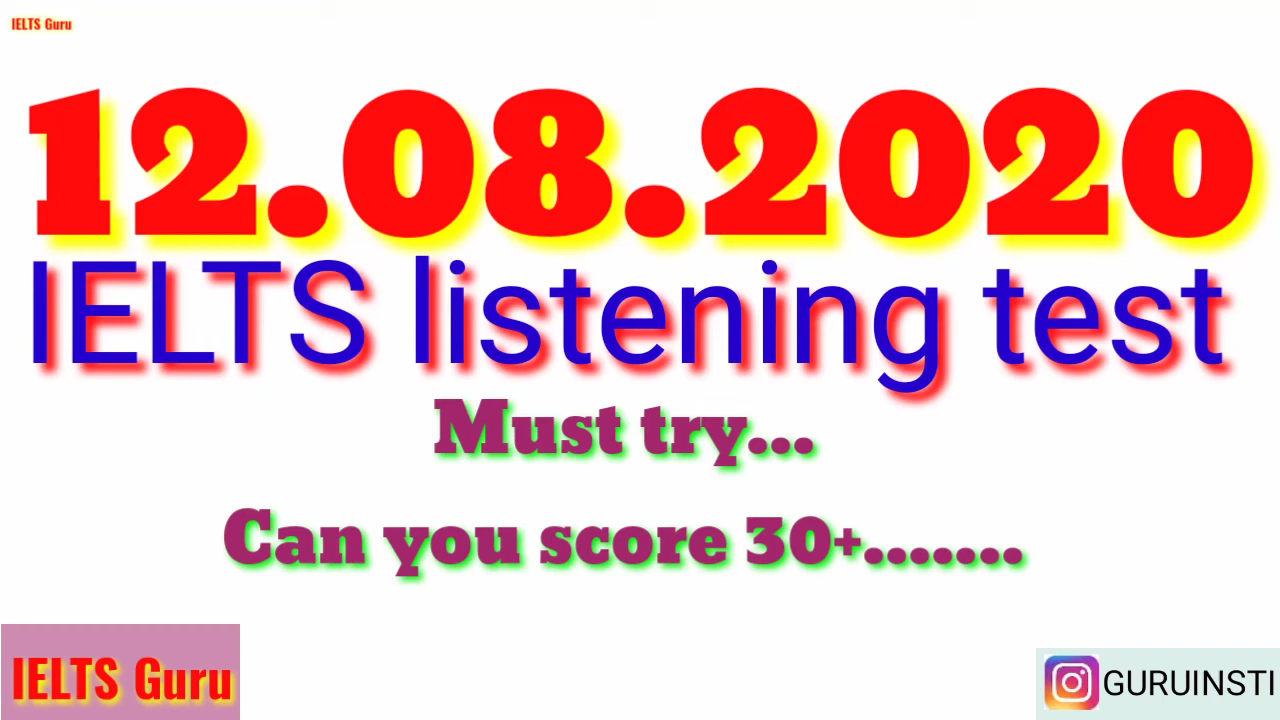 IELTS Guru
12.08.2020
IELTS listening test
Must try...
Can you score 30+.......
IELTS Guru
GURUINSTI